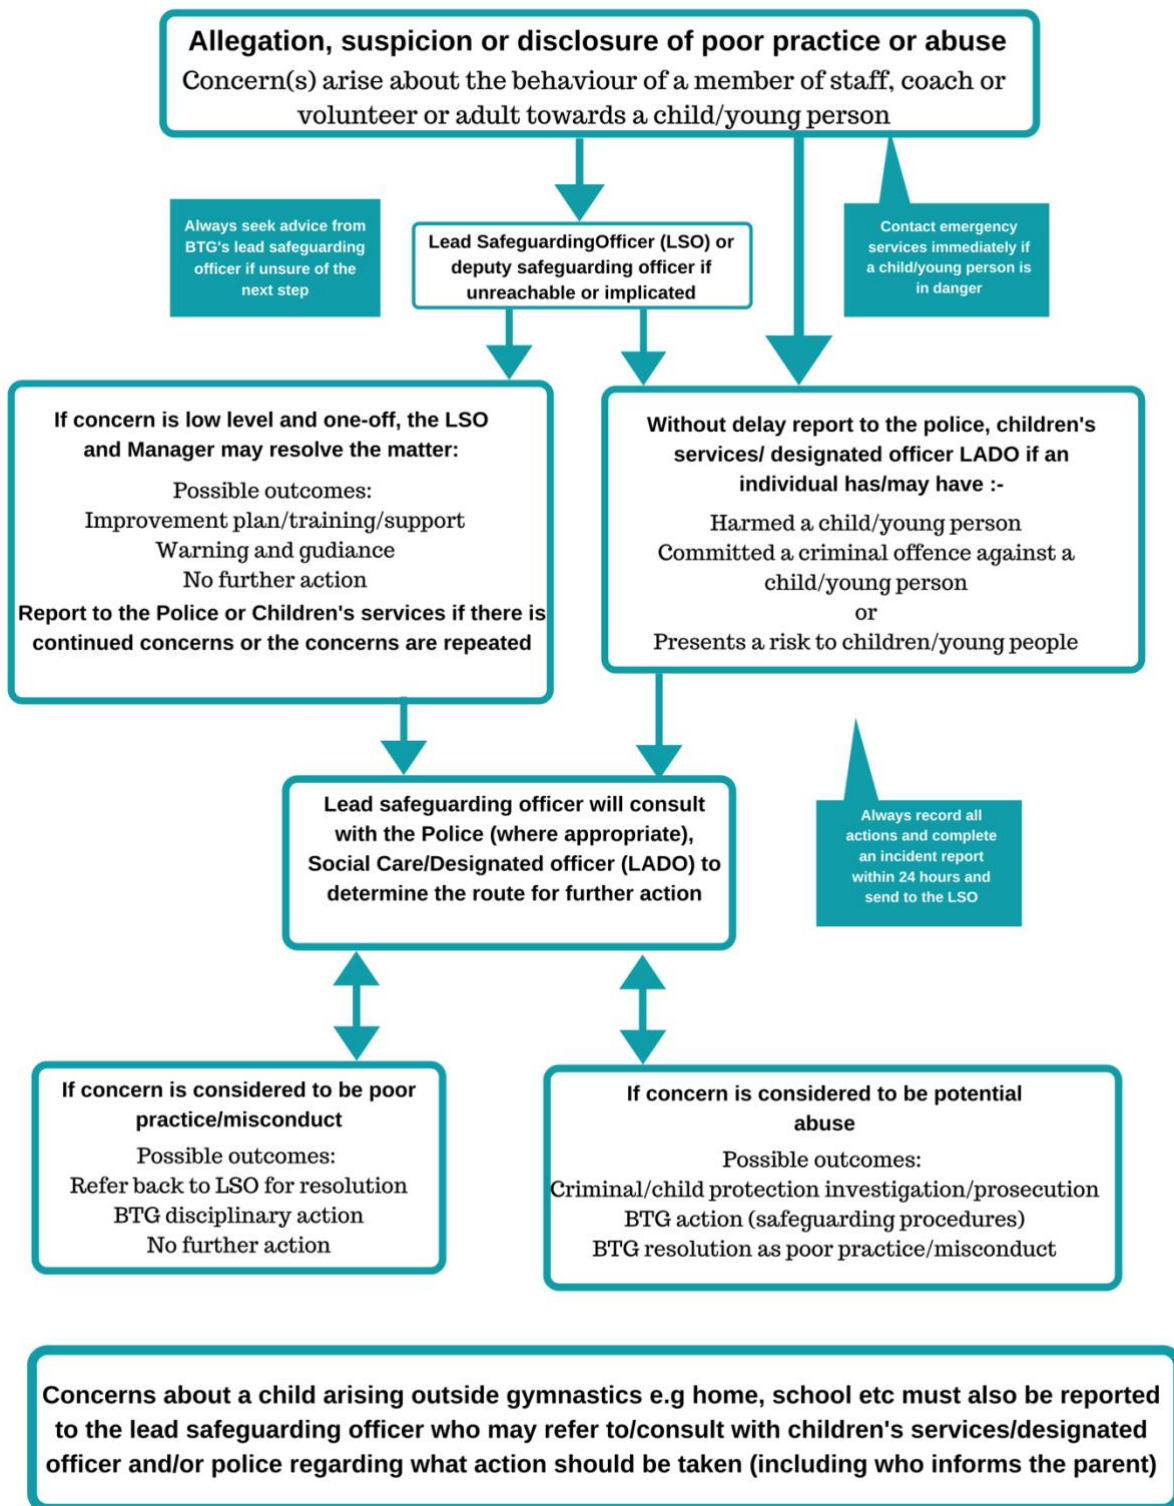 Allegation, suspicion or disclosure of poor practice or abuse
Concern(s) arise about the behaviour of a member of staff, coach or
volunteer or adult towards a child/young person
Always seek advice from
BTG's lead safeguarding
officer if unsure of the
next step
Lead SafeguardingOfficer (LSO) or
deputy safeguarding officer if
unreachable or implicated
Contact emergency
services immediately if
a child/young person is
in danger
If concern is low level and one-off, the LSO
and Manager may resolve the matter:
Possible outcomes:
Improvement plan/training/support
Warning and gudiance
No further action
Report to the Police or Children's services if there is
continued concerns or the concerns are repeated
Without delay report to the police, children's
services/ designated officer LADO if an
individual has/may have :-
Harmed a child/young person
Committed a criminal offence against a
child/young person
or
Presents a risk to children/young people
Lead safeguarding officer will consult
with the Police (where appropriate),
Social Care/Designated officer (LADO) to
determine the route for further action
Always record all
actions and complete
an incident report
within 24 hours and
send to the LSO
If concern is considered to be poor
practice/misconduct
Possible outcomes:
Refer back to LSO for resolution
BTG disciplinary action
No further action
If concern is considered to be potential
abuse
Possible outcomes:
Criminal/child protection investigation/prosecution
BTG action (safeguarding procedures)
BTG resolution as poor practice/misconduct
Concerns about a child arising outside gymnastics e.g home, school etc must also be reported
to the lead safeguarding officer who may refer to/consult with children's services/designated
officer and/or police regarding what action should be taken (including who informs the parent)